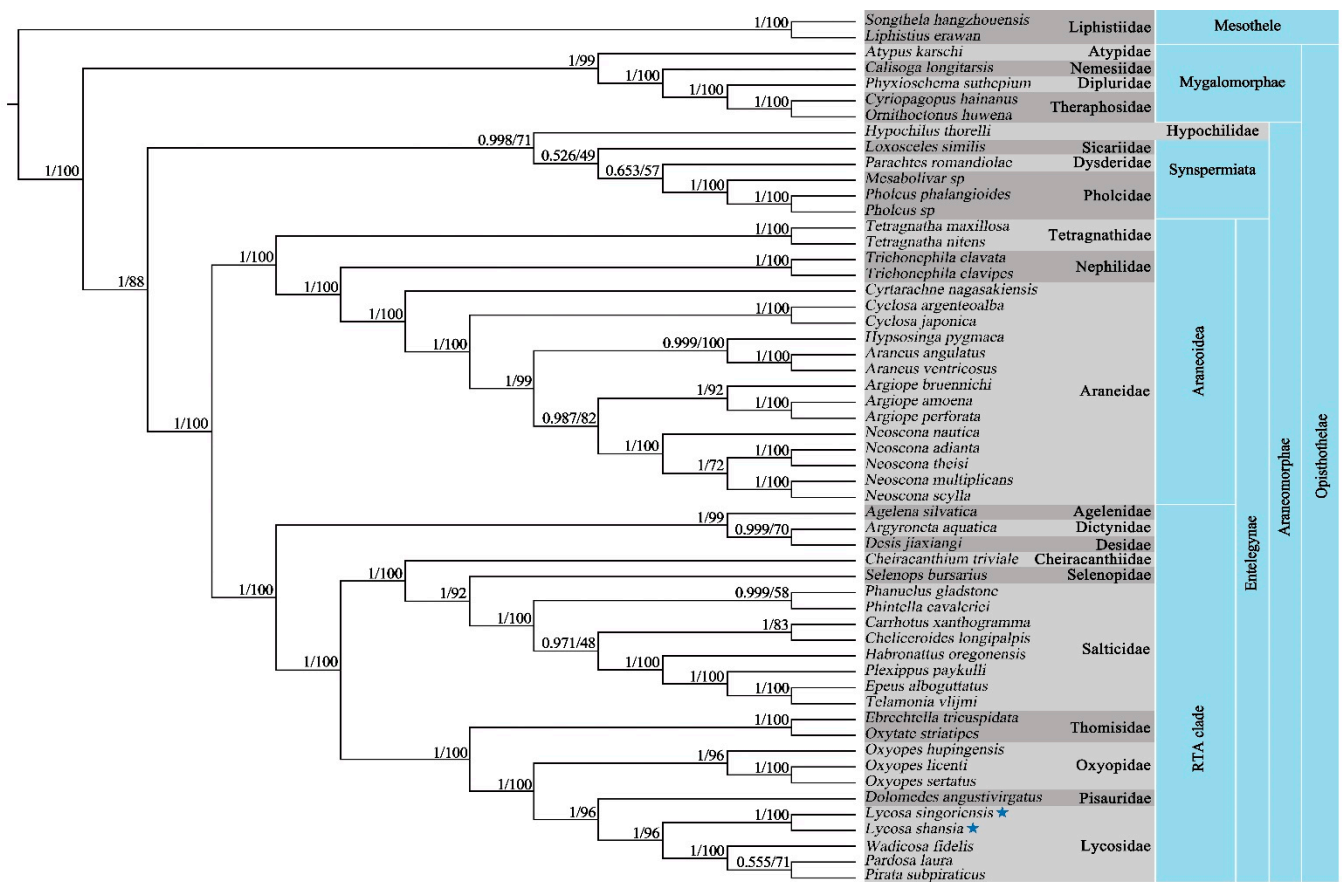 1/100
Songthela hangzhouensis
Liphistius erawan
Liphistiidae
Mesothele
1/99
Atypus karschi
Atypidae
1/100
Calisoga longitarsis
Nemesiidae
1/100
Phyxioschema suthepium
Dipluridae
Mygalomorphae
1/100
Cyriopagopus hainanus
Ornithoctonus huwena
Theraphosidae
1/100
0.998/71
Hypochilus thorelli
Hypochilidae
0.526/49
Loxosceles similis
Sicariidae
0.653/57
Parachtes romandiolae
Dysderidae
Synspermiata
1/100
Mesabolivar sp
1/100
Pholcus phalangioides
Pholcus sp
Pholcidae
1/88
1/100
1/100
Tetragnatha maxillosa
Tetragnatha nitens
Tetragnathidae
1/100
1/100
Trichonephila clavata
Trichonephila clavipes
Nephilidae
1/100
Cyrtarachne nagasakiensis
1/100
1/100
Cyclosa argenteoalba
Cyclosa japonica
0.999/100
Hypsosinga pygmaea
1/100
Araneus angulatus
Araneus ventricosus
1/99
1/92
Argiope bruennichi
1/100
Argiope amoena
Argiope perforata
Araneidae
Araneoidea
0.987/82
1/100
1/100
Neoscona nautica
1/100
Neoscona adianta
Neoscona theisi
1/72
1/100
Neoscona multiplicans
Neoscona scylla
1/99
Agelena silvatica
Agelenidae
0.999/70
Argyroneta aquatica
Dictynidae
Desis jiaxiangi
Desidae
1/100
1/100
Cheiracanthium triviale
Cheiracanthiidae
1/92
Selenops bursarius
Selenopidae
1/100
0.999/58
Phanuelus gladstone
Phintella cavaleriei
0.971/48
1/83
Carrhotus xanthogramma
Cheliceroides longipalpis
Salticidae
1/100
1/100
Habronattus oregonensis
1/100
Plexippus paykulli
1/100
Epeus alboguttatus
Telamonia vlijmi
1/100
1/100
Ebrechtella tricuspidata
Oxytate striatipes
Thomisidae
RTA clade
1/100
1/96
Oxyopes hupingensis
1/100
Oxyopes licenti
Oxyopes sertatus
Oxyopidae
1/96
Dolomedes angustivirgatus
Pisauridae
1/96
1/100
Lycosa singoriensis
Lycosa shansia
1/100
Wadicosa fidelis
0.555/71
Pardosa laura
Pirata subpiraticus
Lycosidae
Entelegynae
Araneomorphae
Opisthothelae